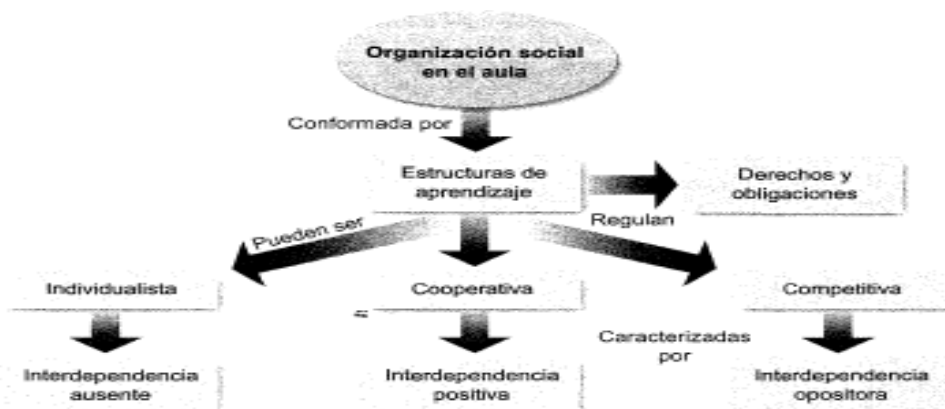 Organización social
en el aula
Conformada por
Estructuras de
aprendizaje
Derechos y
obligaciones
Pueden ser
Regulan
Individualista
Cooperativa
Competitiva
Caracterizadas
por
Interdependencia
ausente
Interdependencia
positiva
Interdependencia
opositora